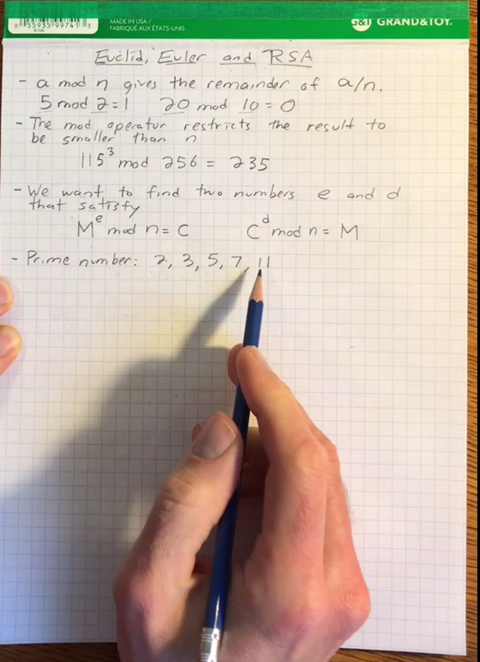 MADE IN USA /
FABRIQUÉ AUX ÉTATS-UNIS
G&T GRAND&TOY.
Euclid, Euler and RSA
- a mod n gives the remainder of a/n.
5 mod 2 = 1 20 mod 10 = 0
- The mod operator restricts the result to
be smaller than n
115³ mod 256 = 235
- We want to find two numbers e and d
that satisfy
Mᵉ mod n = C Cᵈ mod n = M
- Prime number: 2, 3, 5, 7, 11